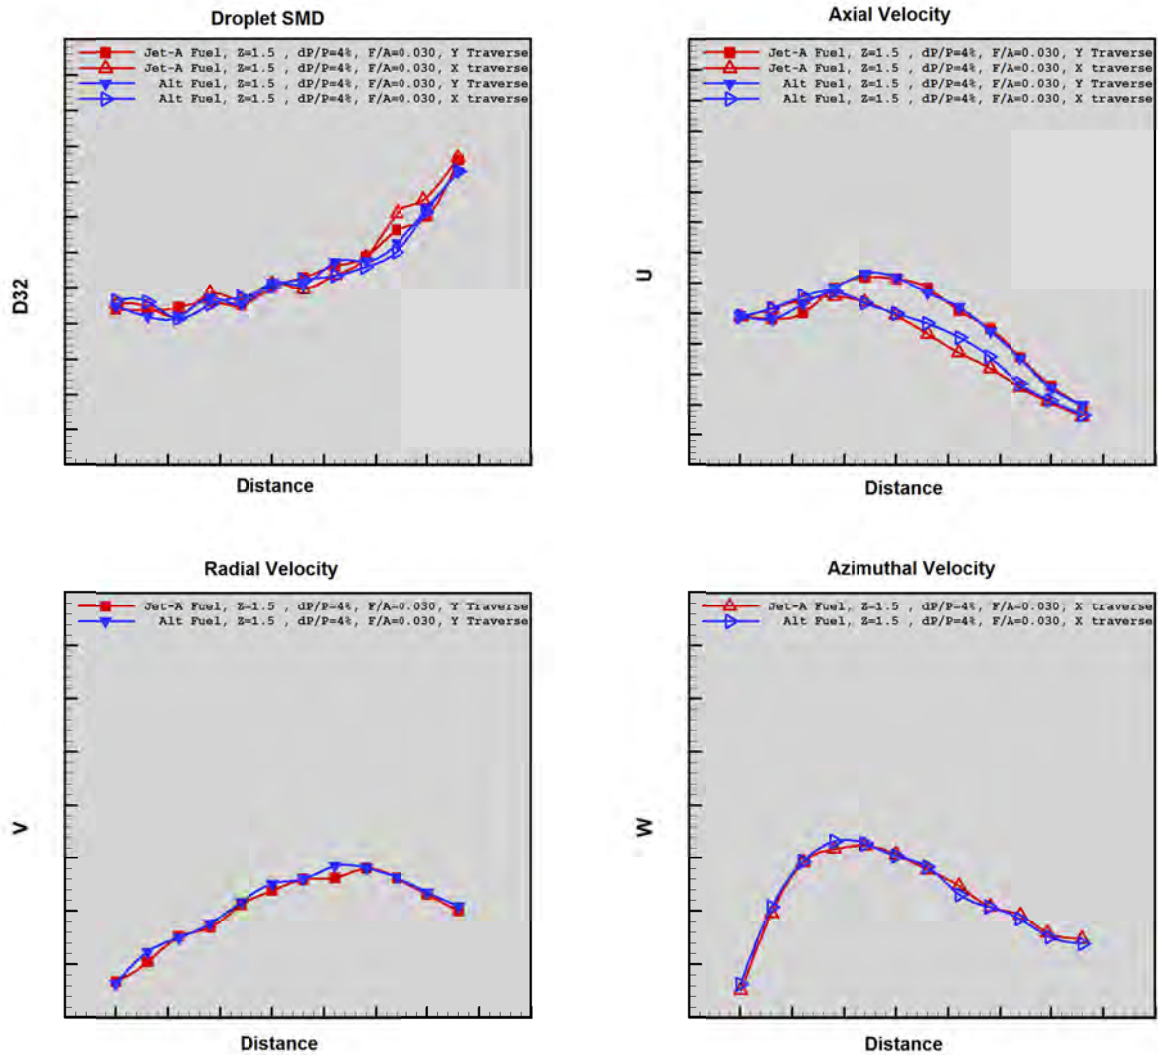 Droplet SMD
Jet-A Fuel, Z=1.5 , dP/P=4%, F/A=0.030, Y Traverse
Jet-A Fuel, Z=1.5 , dP/P=4%, F/A=0.030, X traverse
Alt Fuel, Z=1.5 , dP/P=4%, F/A=0.030, Y Traverse
Alt Fuel, Z=1.5 , dP/P=4%, F/A=0.030, X traverse
D32
Distance
Axial Velocity
Jet-A Fuel, Z=1.5 , dP/P=4%, F/A=0.030, Y Traverse
Jet-A Fuel, Z=1.5 , dP/P=4%, F/A=0.030, X traverse
Alt Fuel, Z=1.5 , dP/P=4%, F/A=0.030, Y Traverse
Alt Fuel, Z=1.5 , dP/P=4%, F/A=0.030, X traverse
U
Distance
Radial Velocity
Jet-A Fuel, Z=1.5 , dP/P=4%, F/A=0.030, Y Traverse
Alt Fuel, Z=1.5 , dP/P=4%, F/A=0.030, Y Traverse
V
Distance
Azimuthal Velocity
Jet-A Fuel, Z=1.5 , dP/P=4%, F/A=0.030, X traverse
Alt Fuel, Z=1.5 , dP/P=4%, F/A=0.030, X traverse
W
Distance